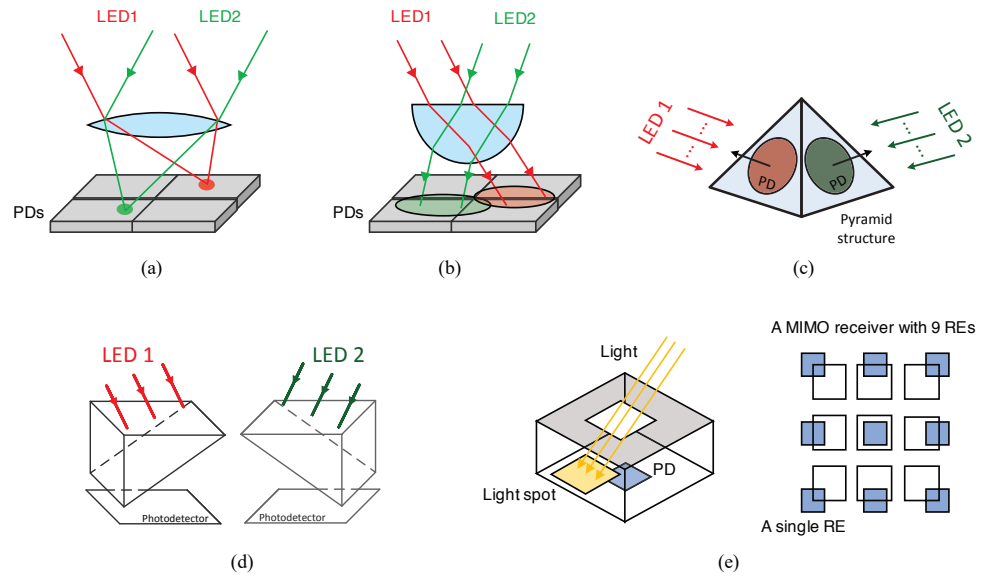 LED1
LED2
PDs
(a)
LED1
LED2
PDs
(b)
LED 1
LED 2
PD
PD
Pyramid
structure
(c)
LED 1
LED 2
Photodetector
Photodetector
(d)
Light
PD
Light spot
A MIMO receiver with 9 REs
A single RE
(e)